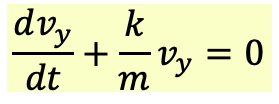 dv_y/dt + k/m v_y = 0